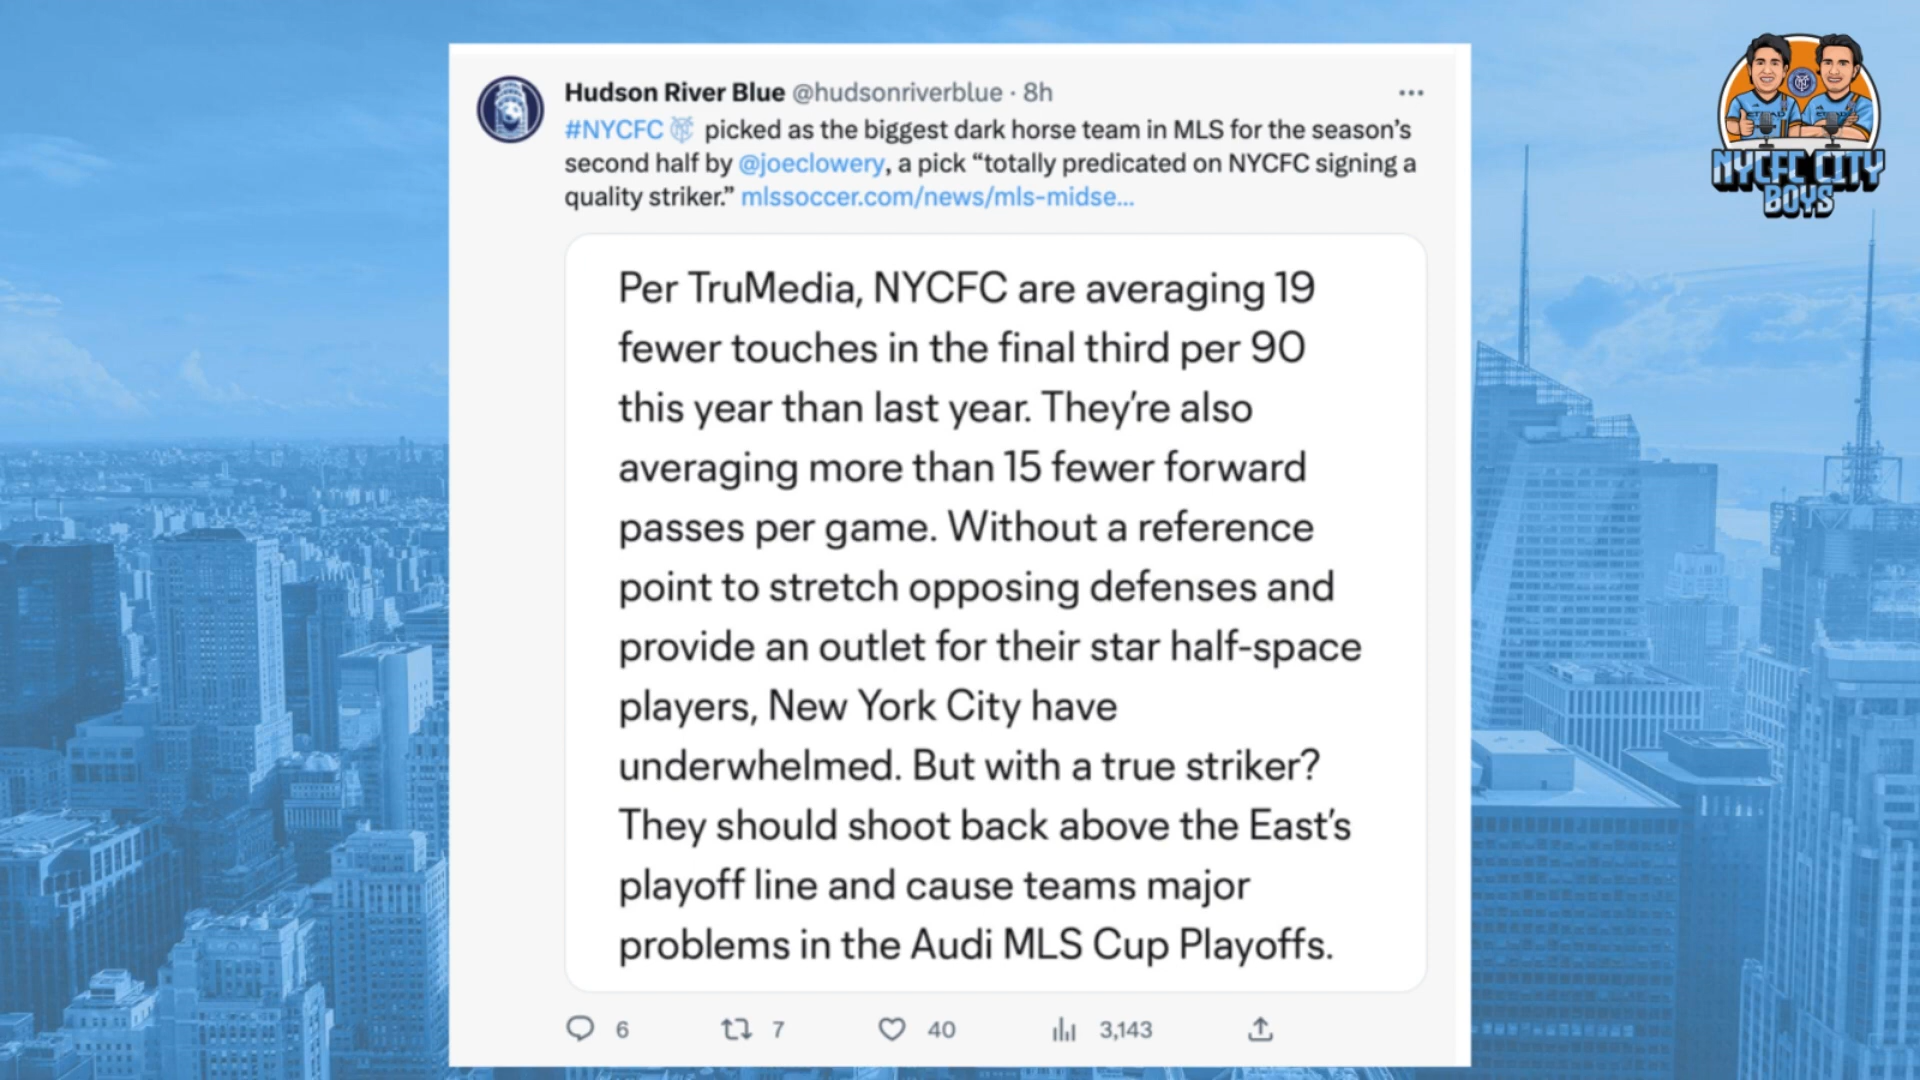 Hudson River Blue @hudsonriverblue · 8h
#NYCFC picked as the biggest dark horse team in MLS for the season's
second half by @joeclowery, a pick “totally predicated on NYCFC signing a
quality striker.” mlssoccer.com/news/mls-midse...
Per TruMedia, NYCFC are averaging 19
fewer touches in the final third per 90
this year than last year. They're also
averaging more than 15 fewer forward
passes per game. Without a reference
point to stretch opposing defenses and
provide an outlet for their star half-space
players, New York City have
underwhelmed. But with a true striker?
They should shoot back above the East's
playoff line and cause teams major
problems in the Audi MLS Cup Playoffs.
6 7 40 3,143
NYCFC CITY
BOYS